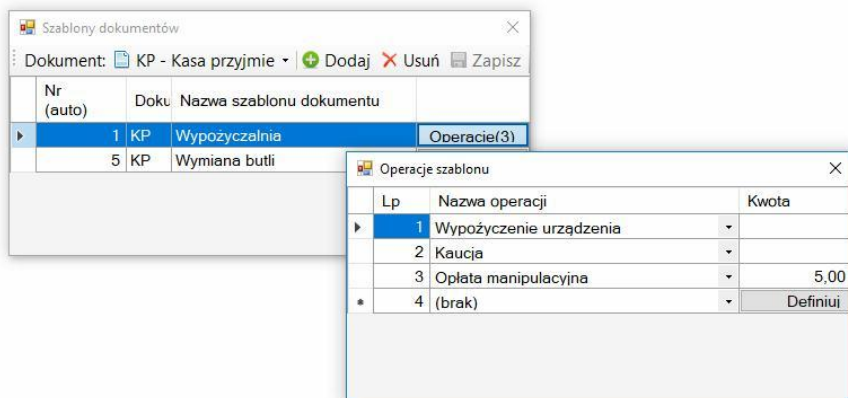 Szablony dokumentów
Dokument: KP - Kasa przyjmie Dodaj Usuń Zapisz
Nr (auto) Doku Nazwa szablonu dokumentu
1 KP Wypożyczalnia Operacje(3)
5 KP Wymiana butli
Operacje szablonu
Lp Nazwa operacji Kwota
1 Wypożyczenie urządzenia
2 Kaucja
3 Opłata manipulacyjna 5,00
4 (brak) Definiuj